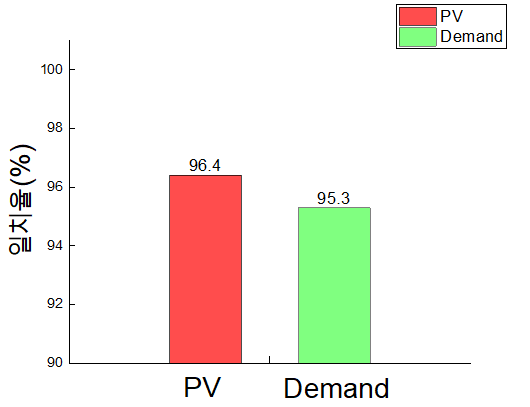 PV
Demand
일치율(%)
100
98
96
94
92
90
96.4
95.3
PV
Demand